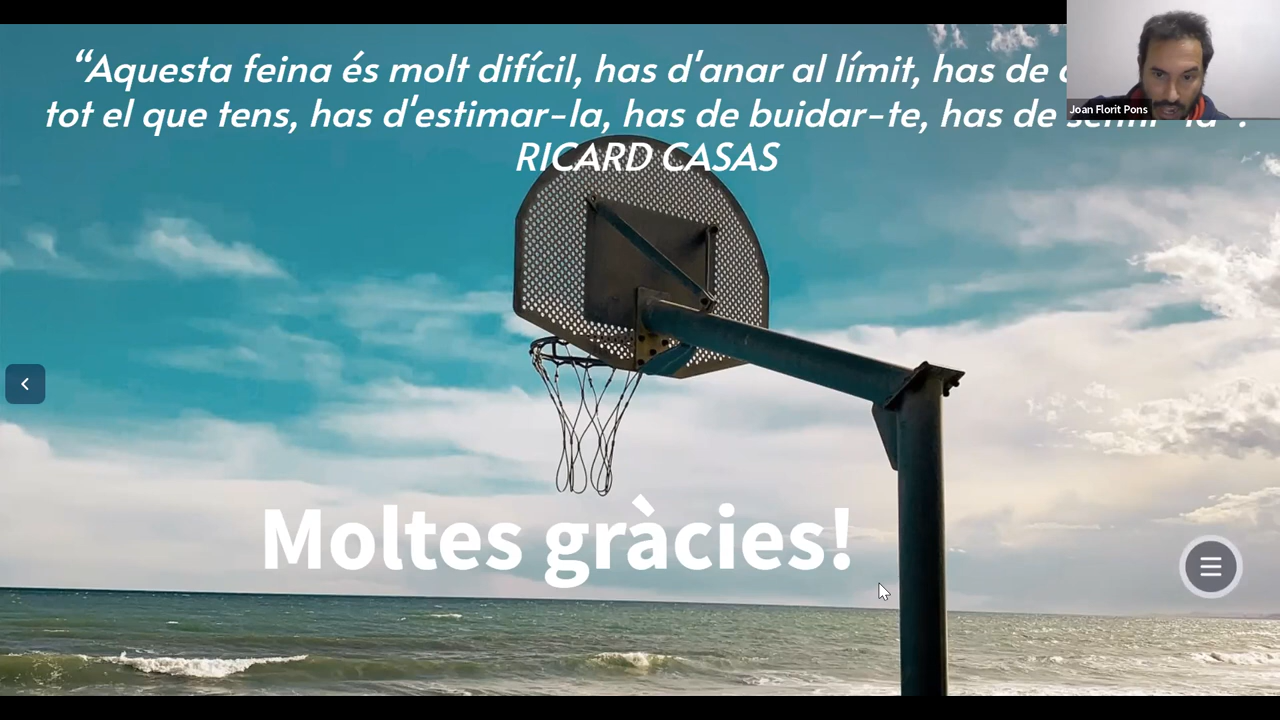 “Aquesta feina és molt difícil, has d'anar al límit, has de
tot el que tens, has d'estimar-la, has de buidar-te, has de
RICARD CASAS
Moltes gràcies!
Joan Florit Pons